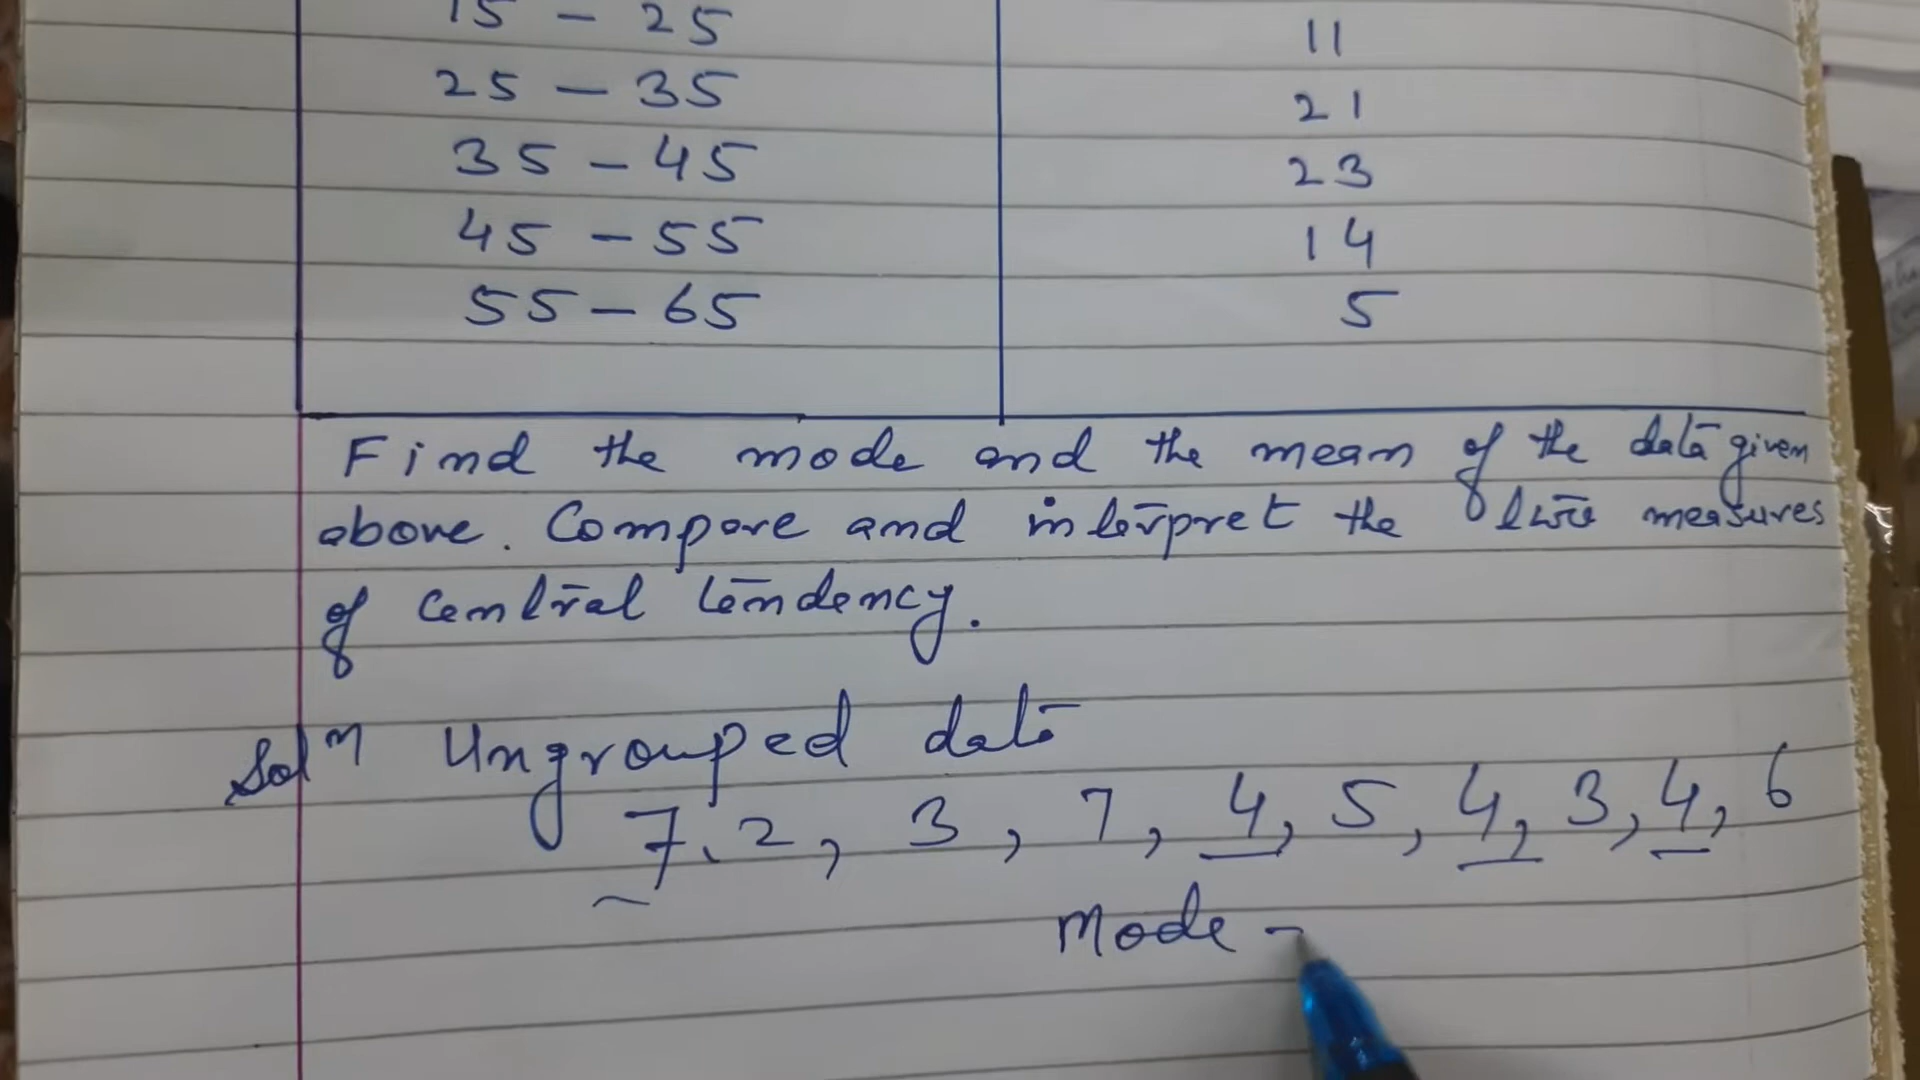 15 - 25 11
25 - 35 21
35 - 45 23
45 - 55 14
55 - 65 5
Find the mode and the mean of the data given
above. Compare and interpret the two measures
of central tendency.
Solⁿ Ungrouped data
7, 2, 3, 7, 4, 5, 4, 3, 4, 6
Mode -